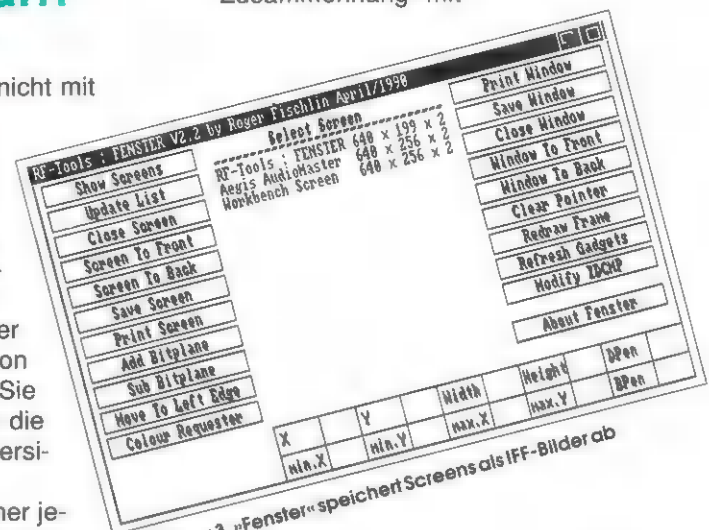 Zusammenhang mit
nicht mit
er
on
Sie
die
ersi-
ner je-
RF-Tools : FENSTER V2.2 by Roger Fischlin April/1990
Show Screens
Update List
Close Screen
Screen To Front
Screen To Back
Save Screen
Print Screen
Add Bitplane
Sub Bitplane
Move To Left Edge
Colour Requester
Select Screen
RF-Tools : FENSTER 640 x 199 x 2
Aegis AudioMaster 640 x 256 x 2
Workbench Screen 640 x 256 x 2
Print Window
Save Window
Close Window
Window To Front
Window To Back
Clear Pointer
Redraw Frame
Refresh Gadgets
Modify IDCMP
About Fenster
X Y Width Height DPen
min.X min.Y max.X max.Y BPen
3 »Fenster« speichert Screens als IFF-Bilder ab